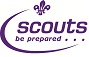 scouts
be prepared . . .